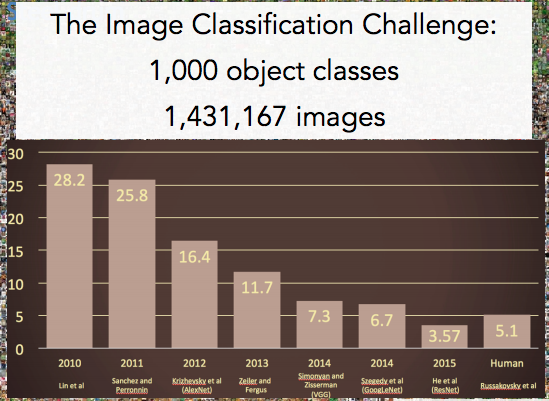 The Image Classification Challenge:
1,000 object classes
1,431,167 images
30
25
20
15
10
5
0
28.2
25.8
16.4
11.7
7.3
6.7
3.57
5.1
2010
2011
2012
2013
2014
2014
2015
Human
Lin et al
Sanchez and
Perronnin
Krizhevsky et al
(AlexNet)
Zeiler and
Fergus
Simonyan and
Zisserman
(VGG)
Szegedy et al
(GoogLeNet)
He et al
(ResNet)
Russakovsky et al